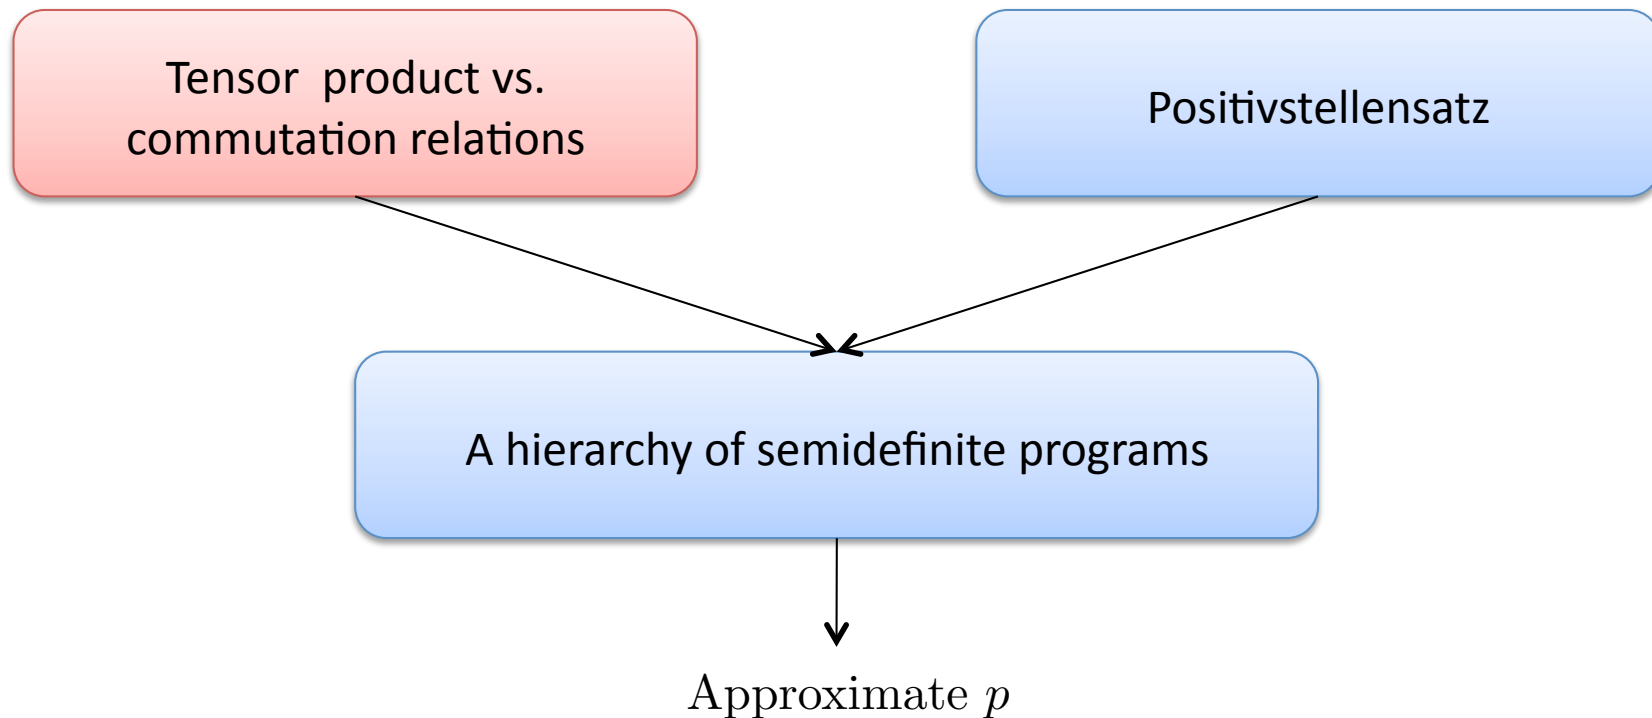 Tensor product vs.
commutation relations
Positivstellensatz
A hierarchy of semidefinite programs
Approximate p